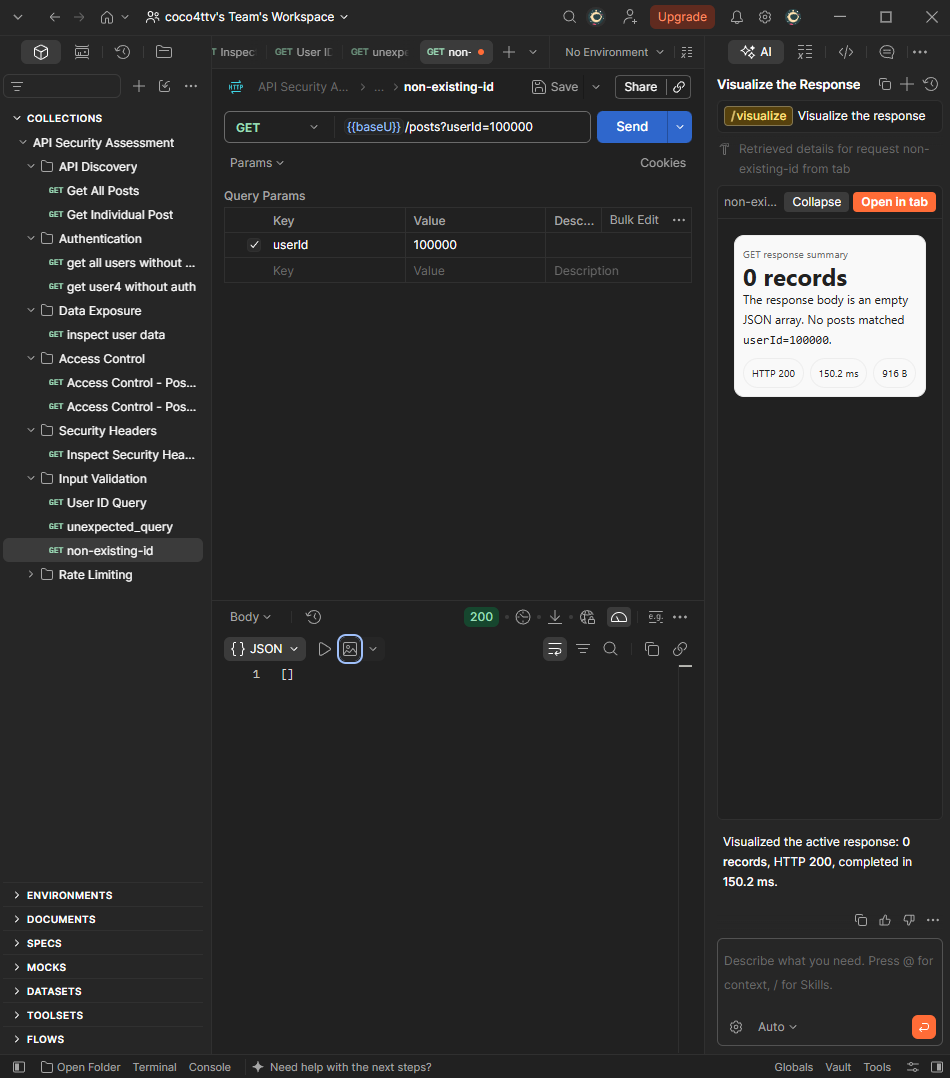 coco4ttv's Team's Workspace
Upgrade
Inspec
GET User I
GET unexp
GET non-
No Environment
AI
HTTP API Security A... > ... > non-existing-id
Save
Share
COLLECTIONS
API Security Assessment
API Discovery
GET Get All Posts
GET Get Individual Post
Authentication
GET get all users without ...
GET get user4 without auth
Data Exposure
GET inspect user data
Access Control
GET Access Control - Pos...
GET Access Control - Pos...
Security Headers
GET Inspect Security Hea...
Input Validation
GET User ID Query
GET unexpected_query
GET non-existing-id
Rate Limiting
ENVIRONMENTS
DOCUMENTS
SPECS
MOCKS
DATASETS
TOOLSETS
FLOWS
GET
{{baseU}} /posts?userId=100000
Send
Params
Cookies
Query Params
Key Value Desc... Bulk Edit
userId 100000
Key Value Description
Body
200
e.g.
{} JSON
1 []
Visualize the Response
/visualize Visualize the response
Retrieved details for request non-
existing-id from tab
non-exi... Collapse Open in tab
GET response summary
0 records
The response body is an empty
JSON array. No posts matched
userId=100000.
HTTP 200 150.2 ms 916 B
Visualized the active response: 0
records, HTTP 200, completed in
150.2 ms.
Describe what you need. Press @ for
context, / for Skills.
Auto
Open Folder Terminal Console Need help with the next steps?
Globals Vault Tools